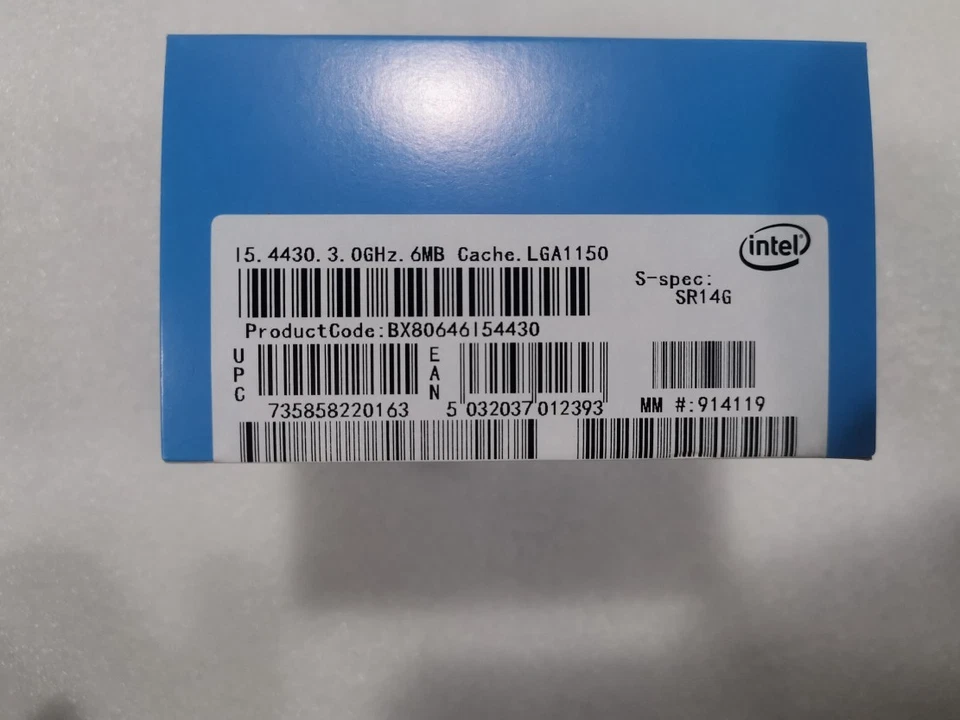 I5.4430.3.0GHz.6MB Cache.LGA1150
intel
S-spec:
SR14G
ProductCode:BX80646I54430
UPC
735858220163
EAN
5 032037 012393
MM #:914119